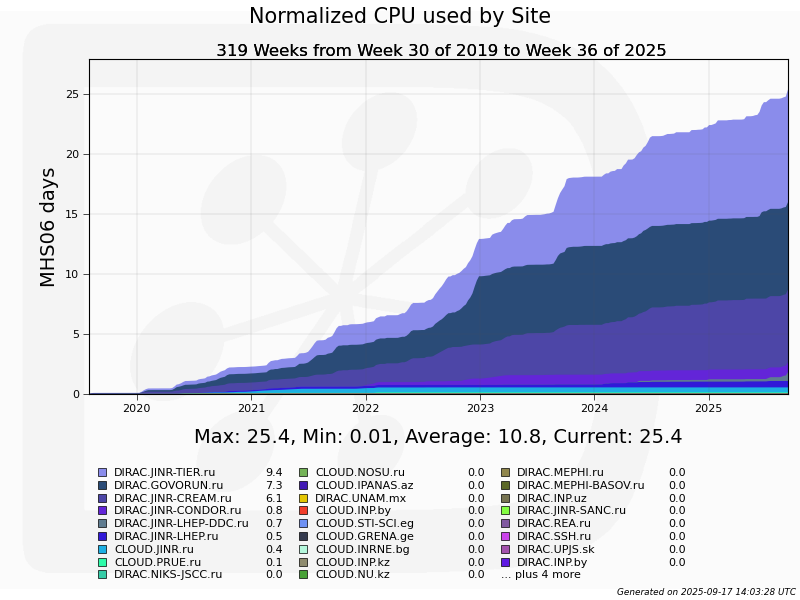 Normalized CPU used by Site
319 Weeks from Week 30 of 2019 to Week 36 of 2025
MHS06 days
25
20
15
10
5
0
2020 2021 2022 2023 2024 2025
Max: 25.4, Min: 0.01, Average: 10.8, Current: 25.4
DIRAC.JINR-TIER.ru 9.4 CLOUD.NOSU.ru 0.0 DIRAC.MEPHI.ru 0.0
DIRAC.GOVORUN.ru 7.3 CLOUD.IPANAS.az 0.0 DIRAC.MEPHI-BASOV.ru 0.0
DIRAC.JINR-CREAM.ru 6.1 DIRAC.UNAM.mx 0.0 DIRAC.INP.uz 0.0
DIRAC.JINR-CONDOR.ru 0.8 CLOUD.INP.by 0.0 DIRAC.JINR-SANC.ru 0.0
DIRAC.JINR-LHEP-DDC.ru 0.7 CLOUD.STI-SCI.eg 0.0 DIRAC.REA.ru 0.0
DIRAC.JINR-LHEP.ru 0.5 CLOUD.GRENA.ge 0.0 DIRAC.SSH.ru 0.0
CLOUD.JINR.ru 0.4 CLOUD.INRNE.bg 0.0 DIRAC.UPJS.sk 0.0
CLOUD.PRUE.ru 0.1 CLOUD.INP.kz 0.0 DIRAC.INP.by 0.0
DIRAC.NIKS-JSCC.ru 0.0 CLOUD.NU.kz 0.0 ... plus 4 more
Generated on 2025-09-17 14:03:28 UTC